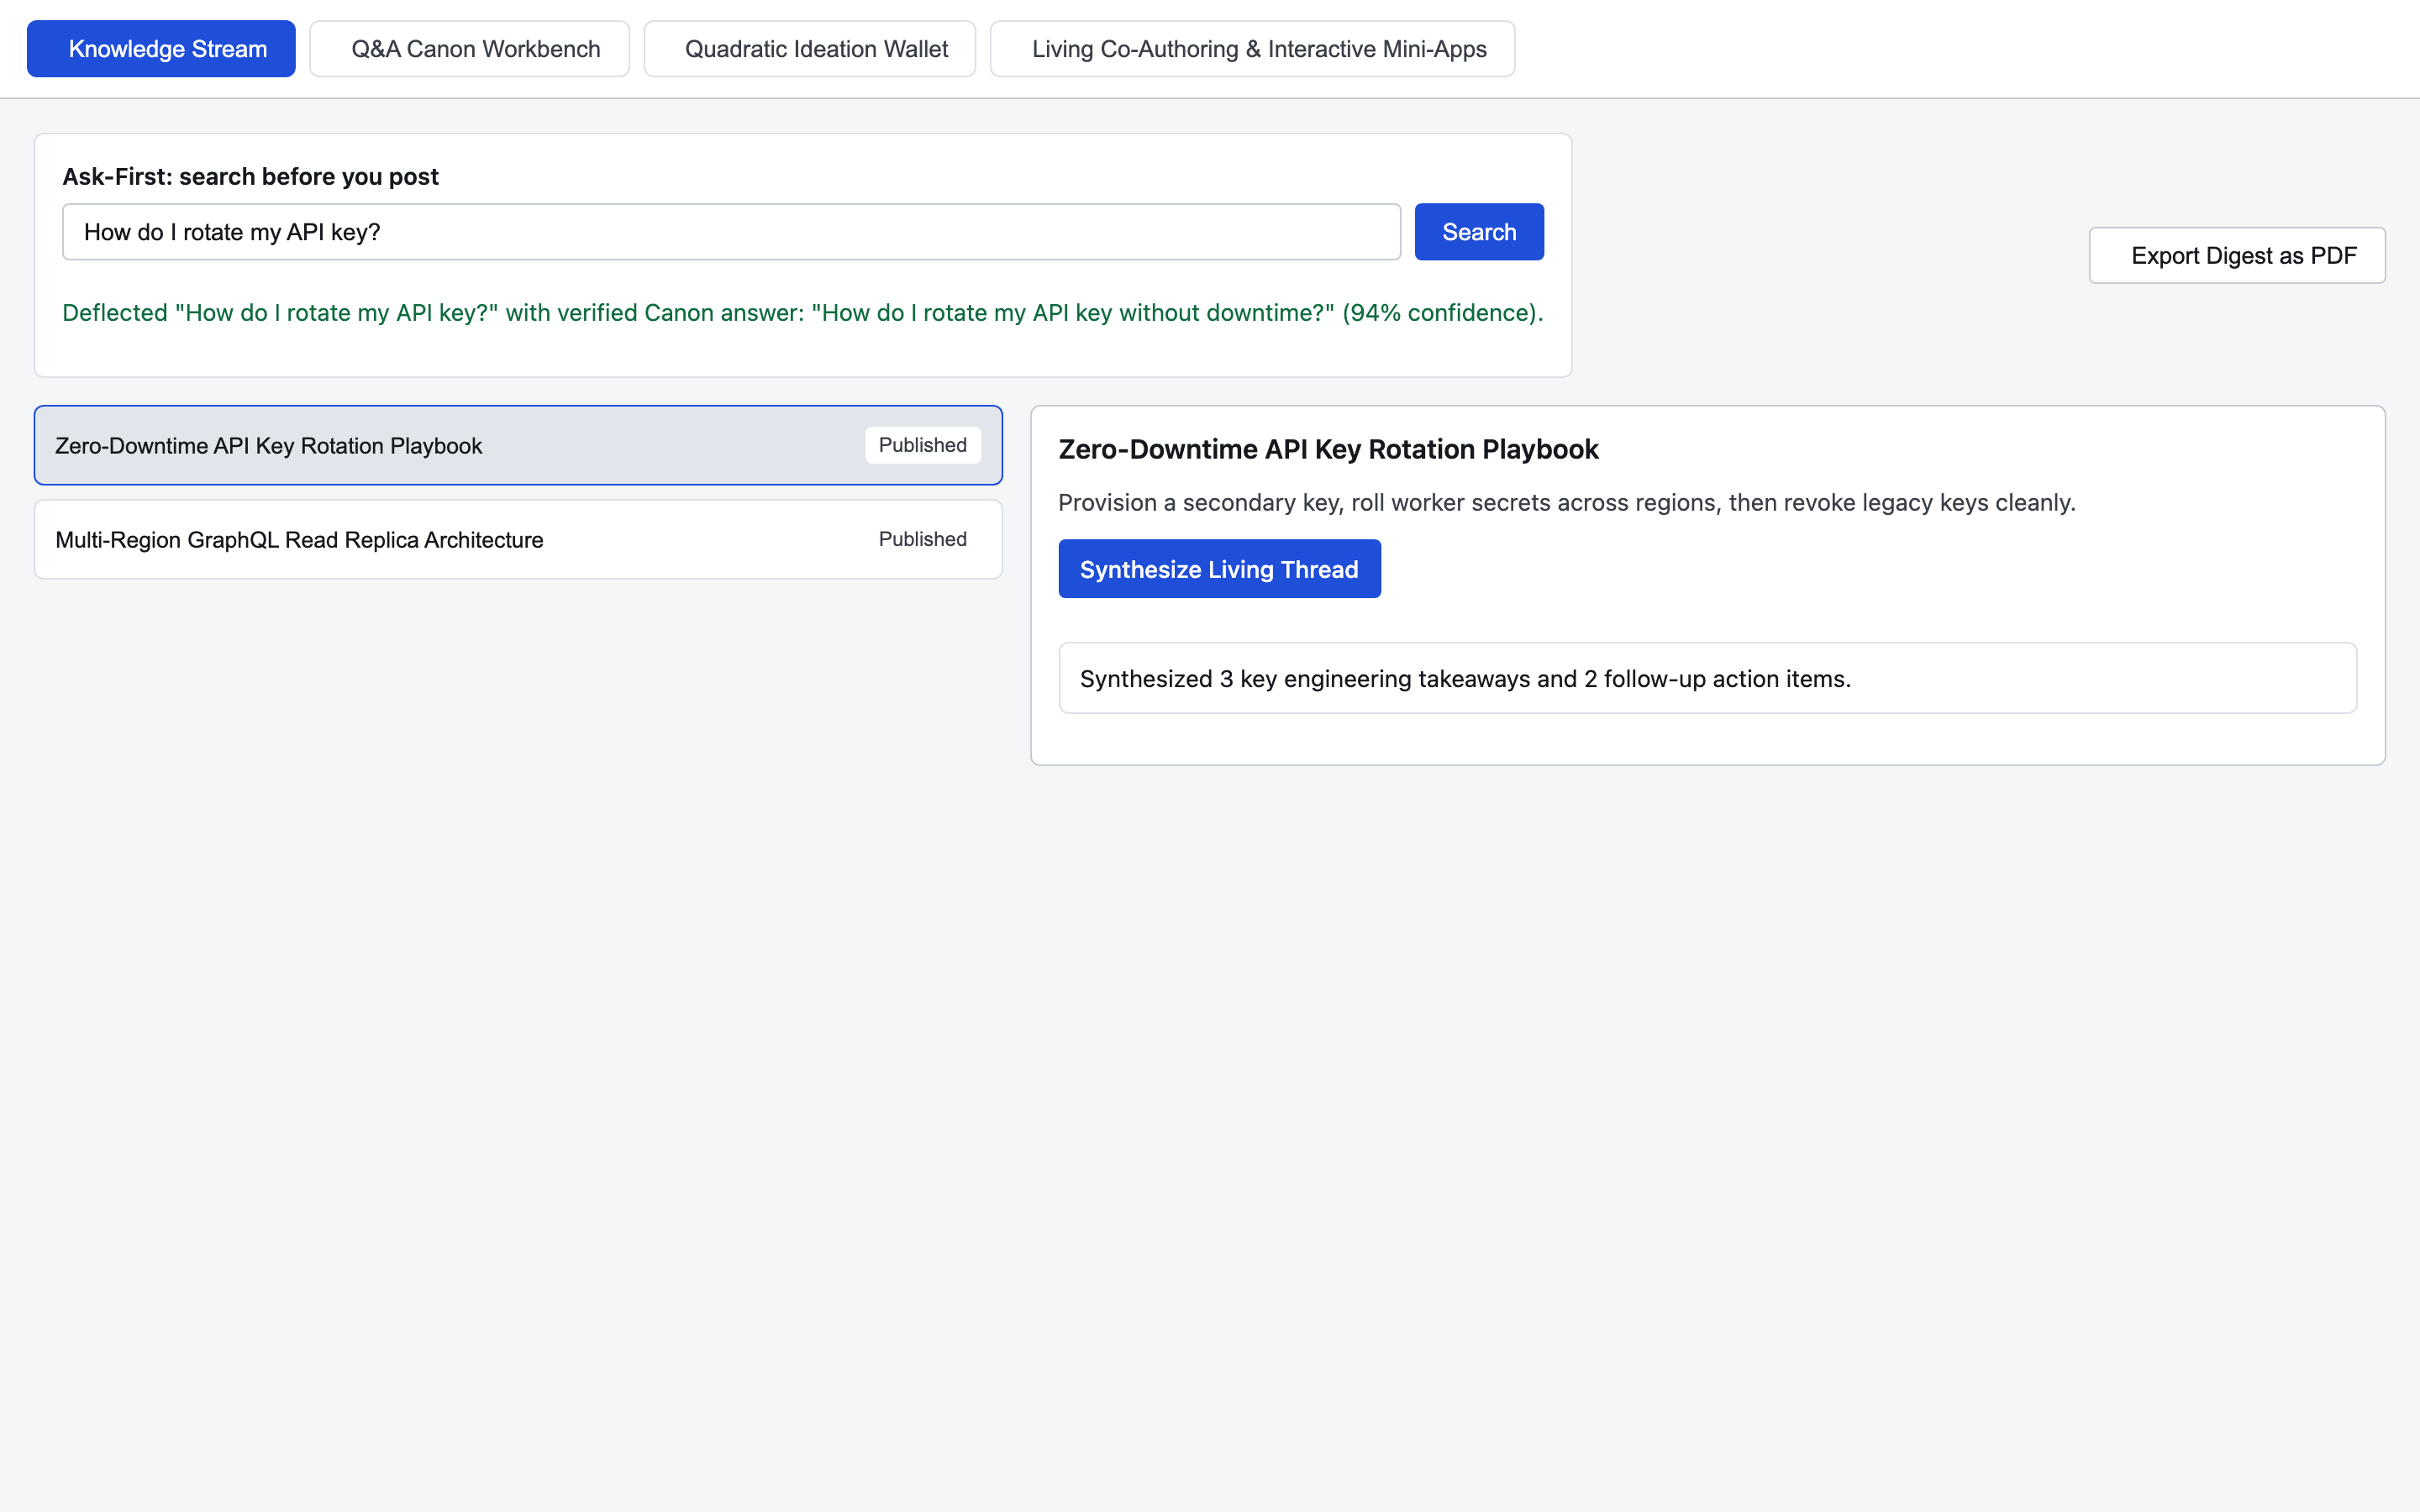 Knowledge Stream
Q&A Canon Workbench
Quadratic Ideation Wallet
Living Co-Authoring & Interactive Mini-Apps
Ask-First: search before you post
How do I rotate my API key?
Search
Deflected "How do I rotate my API key?" with verified Canon answer: "How do I rotate my API key without downtime?" (94% confidence).
Export Digest as PDF
Zero-Downtime API Key Rotation Playbook
Published
Multi-Region GraphQL Read Replica Architecture
Published
Zero-Downtime API Key Rotation Playbook
Provision a secondary key, roll worker secrets across regions, then revoke legacy keys cleanly.
Synthesize Living Thread
Synthesized 3 key engineering takeaways and 2 follow-up action items.